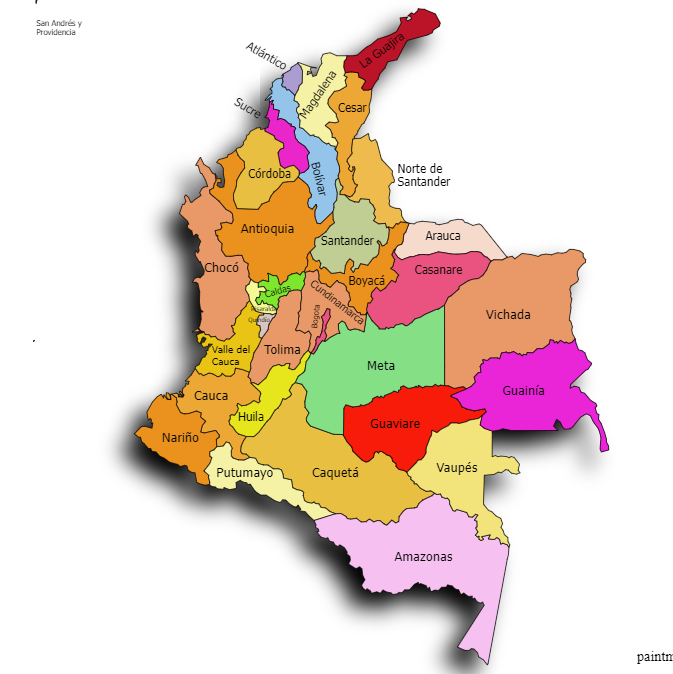 San Andrés y
Providencia
Atlántico
La Guajira
Magdalena
Cesar
Sucre
Norte de
Santander
Córdoba
Bolívar
Antioquia
Santander
Arauca
Chocó
Boyacá
Casanare
Caldas
Cundinamarca
Risaralda
Quindío
Bogota
Vichada
Valle del
Cauca
Tolima
Meta
Guainía
Cauca
Huila
Guaviare
Nariño
Putumayo
Caquetá
Vaupés
Amazonas
paintm